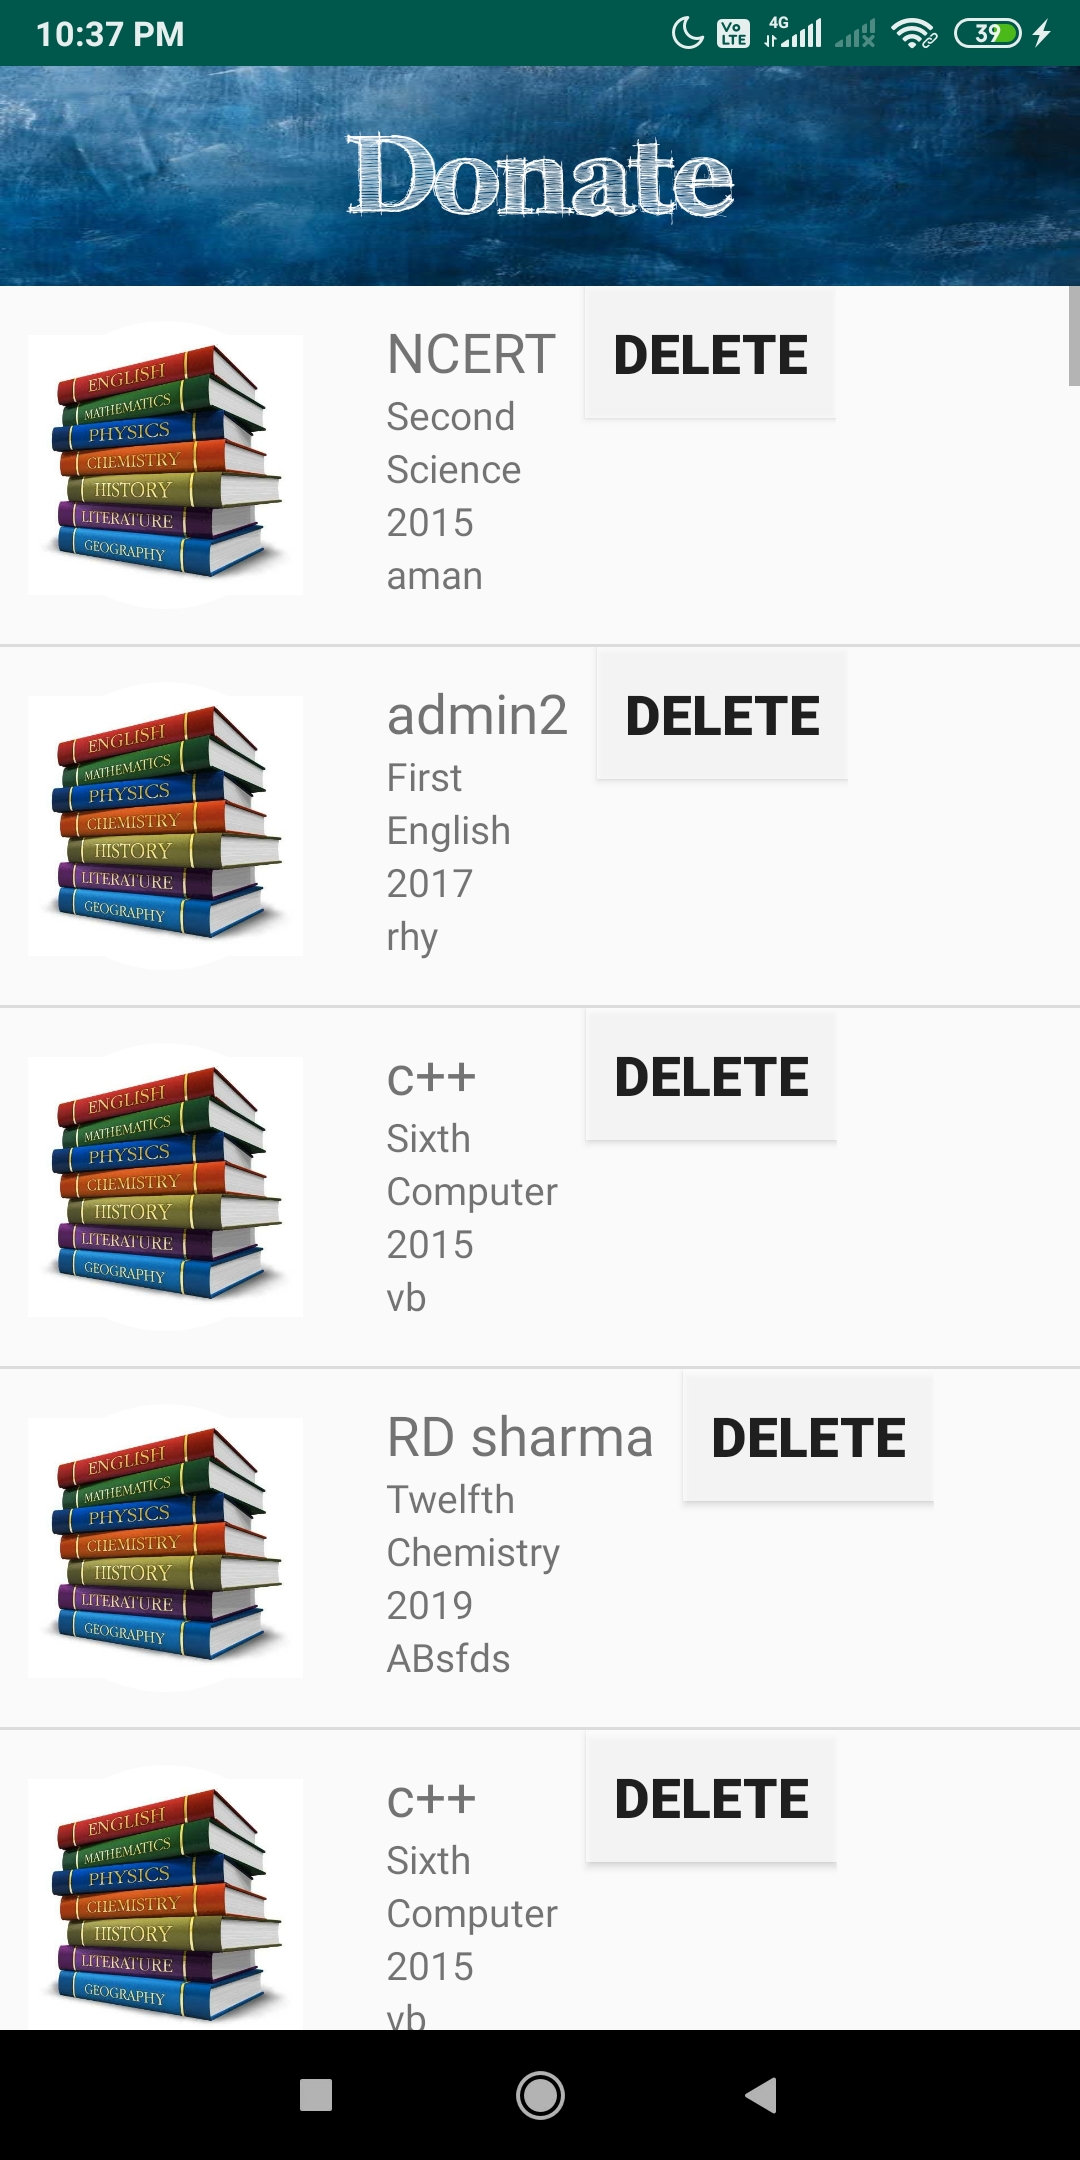 10:37 PM Vo LTE 4G 39
Donate
ENGLISH
MATHEMATICS
PHYSICS
CHEMISTRY
HISTORY
LITERATURE
GEOGRAPHY
NCERT DELETE
Second
Science
2015
aman
ENGLISH
MATHEMATICS
PHYSICS
CHEMISTRY
HISTORY
LITERATURE
GEOGRAPHY
admin2 DELETE
First
English
2017
rhy
ENGLISH
MATHEMATICS
PHYSICS
CHEMISTRY
HISTORY
LITERATURE
GEOGRAPHY
c++ DELETE
Sixth
Computer
2015
vb
ENGLISH
MATHEMATICS
PHYSICS
CHEMISTRY
HISTORY
LITERATURE
GEOGRAPHY
RD sharma DELETE
Twelfth
Chemistry
2019
ABsfds
ENGLISH
MATHEMATICS
PHYSICS
CHEMISTRY
HISTORY
LITERATURE
GEOGRAPHY
c++ DELETE
Sixth
Computer
2015
vb